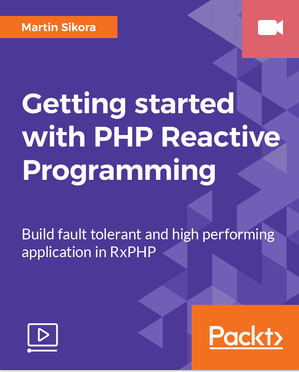 Martin Sikora
Getting started
with PHP Reactive
Programming
Build fault tolerant and high performing
application in RxPHP
Packt>